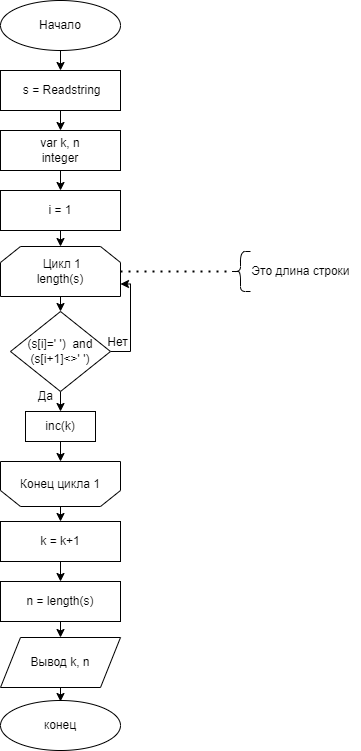 Начало
s = Readstring
var k, n
integer
i = 1
Цикл 1
length(s)
Это длина строки
(s[i]=' ') and
(s[i+1]<>' ')
Нет
Да
inc(k)
Конец цикла 1
k = k+1
n = length(s)
Вывод k, n
конец